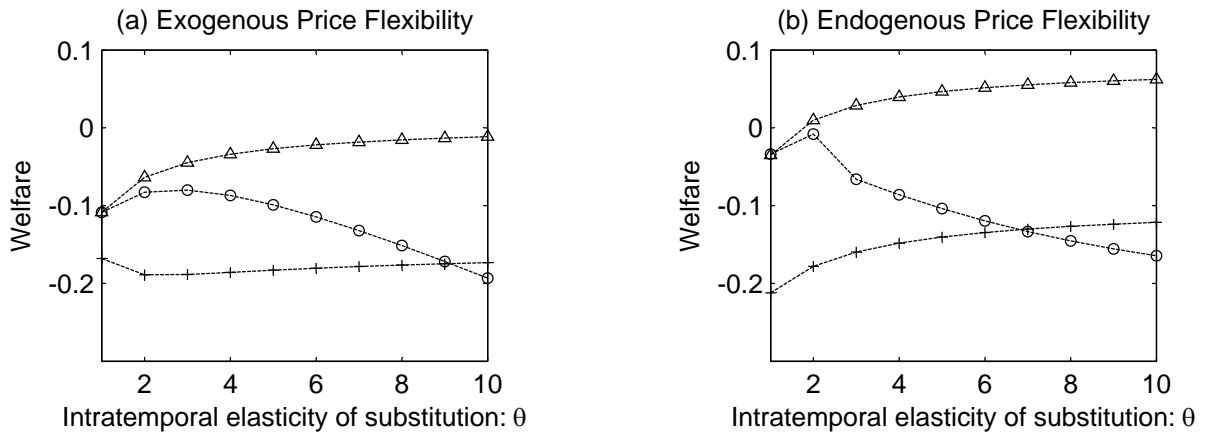 (a) Exogenous Price Flexibility
0.1
0
-0.1
-0.2
Welfare
2 4 6 8 10
Intratemporal elasticity of substitution: θ
(b) Endogenous Price Flexibility
0.1
0
-0.1
-0.2
Welfare
2 4 6 8 10
Intratemporal elasticity of substitution: θ